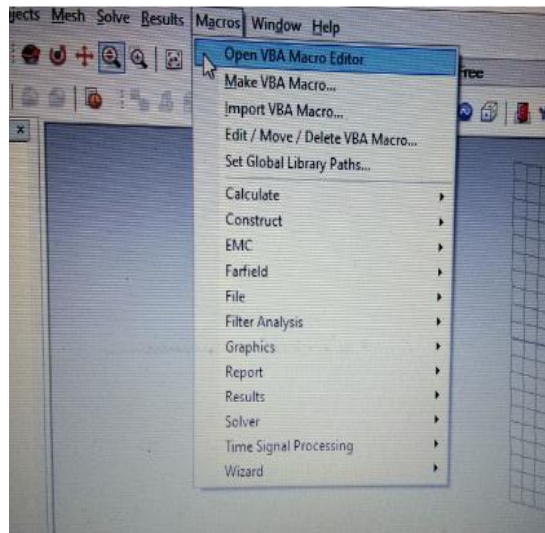 jects Mesh Solve Results Macros Window Help
Open VBA Macro Editor
Free
Make VBA Macro...
Import VBA Macro...
Edit / Move / Delete VBA Macro...
Set Global Library Paths...
Calculate
Construct
EMC
Farfield
File
Filter Analysis
Graphics
Report
Results
Solver
Time Signal Processing
Wizard